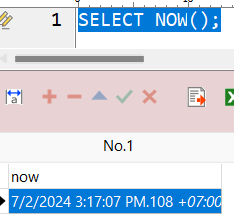 1 SELECT NOW();
No.1
now
7/2/2024 3:17:07 PM.108 +07:00